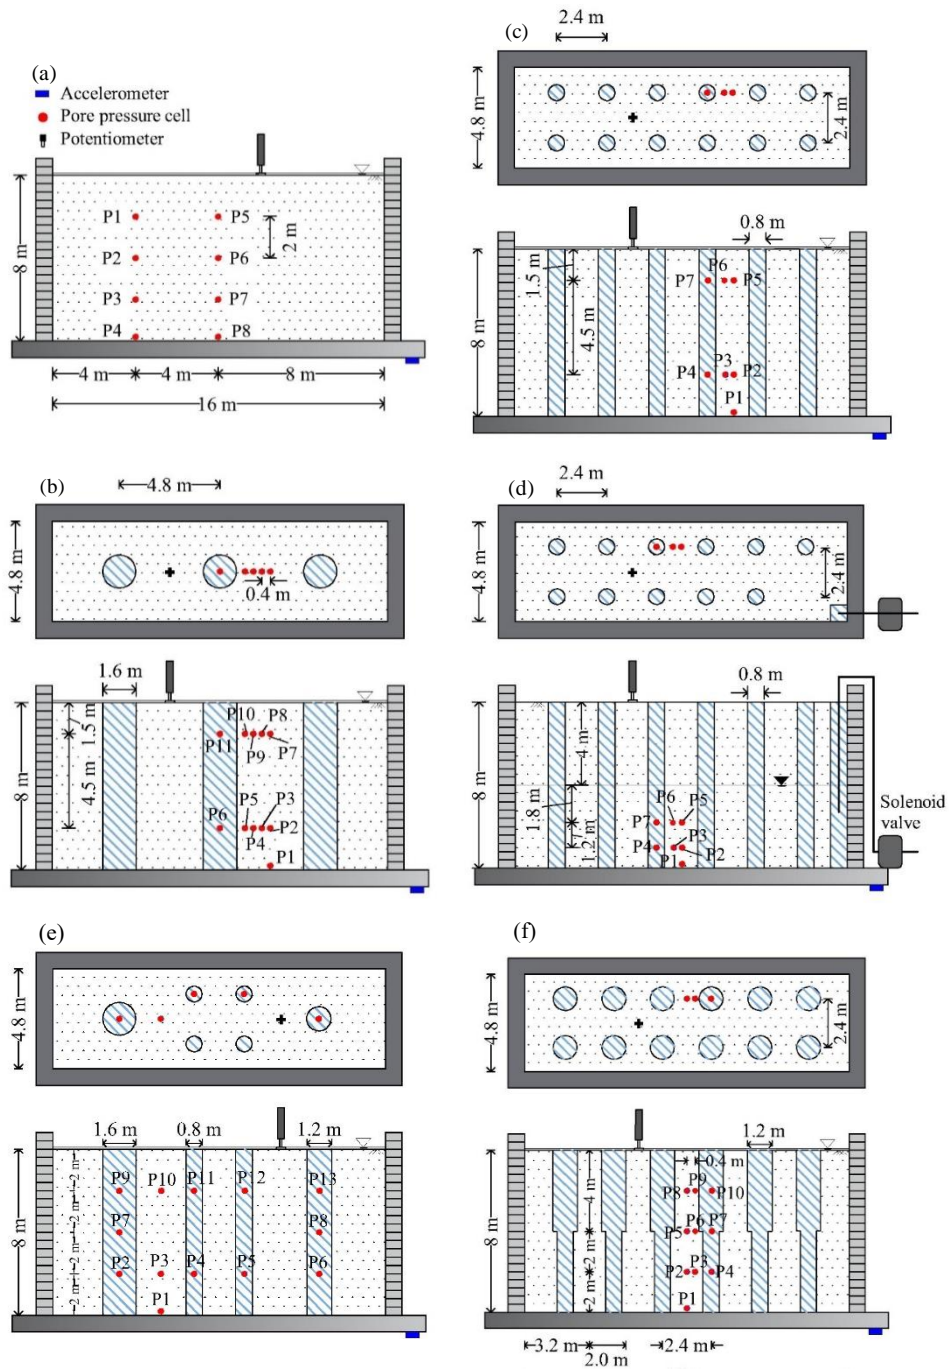 (a)
Accelerometer
Pore pressure cell
Potentiometer
8 m
P1
P5
2 m
P2
P6
P3
P7
P4
P8
4 m
4 m
8 m
16 m
(c)
2.4 m
4.8 m
2.4 m
0.8 m
8 m
1.5 m
4.5 m
P6
P7
P5
P3
P4
P2
P1
(b)
4.8 m
4.8 m
0.4 m
1.6 m
8 m
1.5 m
4.5 m
P10
P8
P11
P9
P7
P5
P3
P6
P4
P2
P1
(d)
2.4 m
4.8 m
2.4 m
0.8 m
8 m
4 m
1.8 m
1.2 m
P6
P5
P7
P3
P4
P2
P1
Solenoid
valve
(e)
4.8 m
1.6 m
0.8 m
1.2 m
8 m
2 m
2 m
2 m
2 m
P9
P10
P11
P12
P13
P7
P8
P2
P3
P4
P5
P6
P1
(f)
4.8 m
2.4 m
1.2 m
0.4 m
8 m
4 m
2 m
2 m
P9
P8
P10
P6
P7
P5
P3
P2
P4
P1
3.2 m
2.4 m
2.0 m